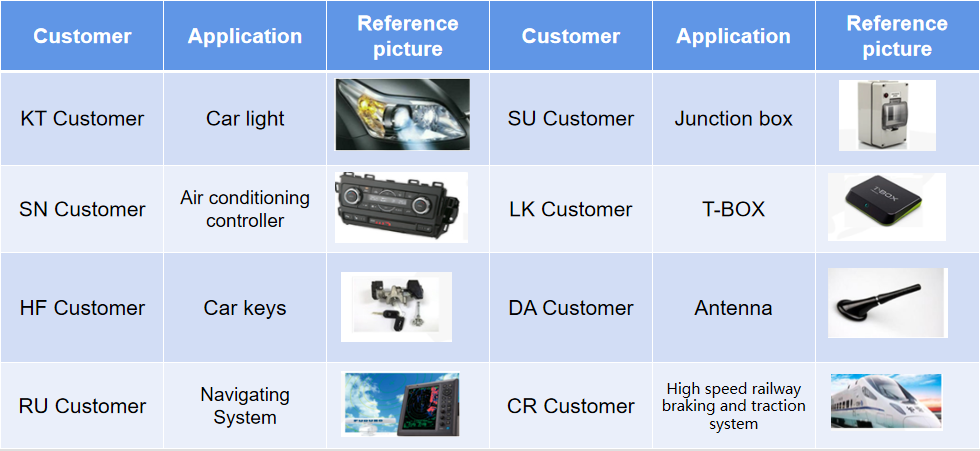 Customer
Application
Reference
picture
Customer
Application
Reference
picture
KT Customer
Car light
SU Customer
Junction box
SN Customer
Air conditioning
controller
LK Customer
T-BOX
T-BOX
HF Customer
Car keys
DA Customer
Antenna
RU Customer
Navigating
System
FURUNO
CR Customer
High speed railway
braking and traction
system